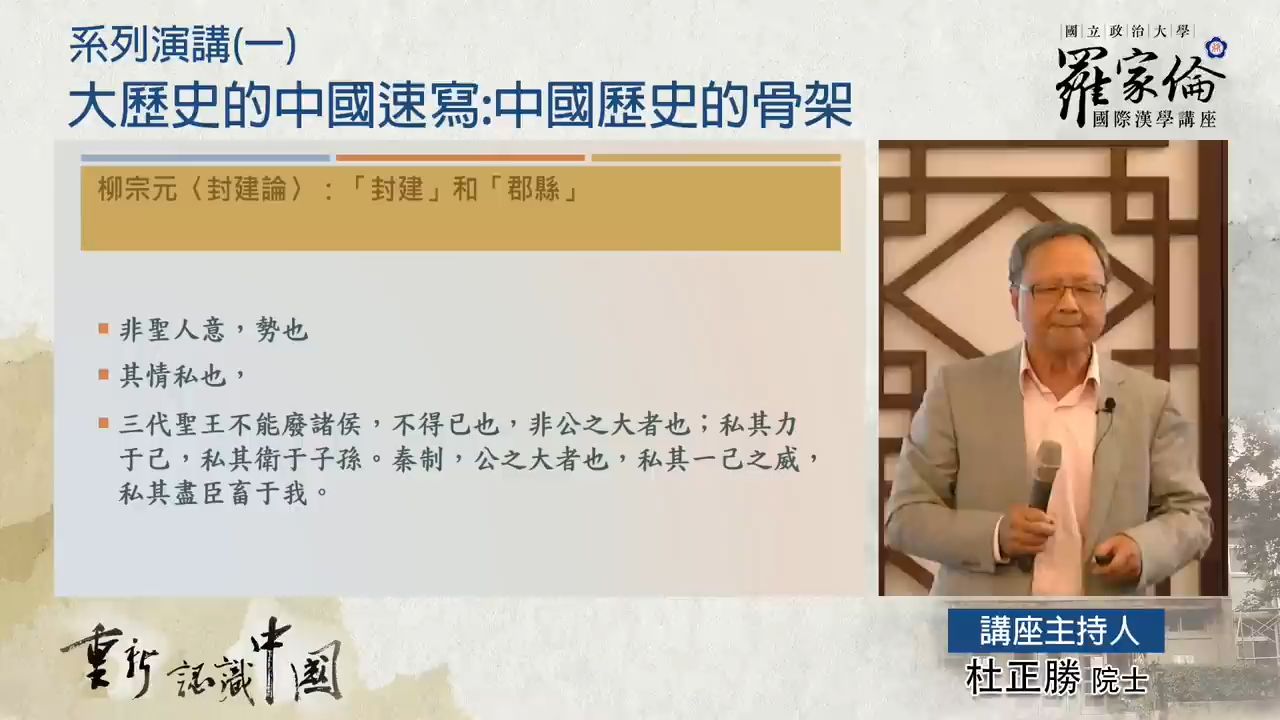 系列演講(一)
大歷史的中國速寫:中國歷史的骨架
國立政治大學
羅家倫
國際漢學講座
柳宗元〈封建論〉:「封建」和「郡縣」
非聖人意,勢也
其情私也,
三代聖王不能廢諸侯,不得已也,非公之大者也;私其力
于己,私其衛于子孫。秦制,公之大者也,私其一己之威,
私其盡臣畜于我。
重新認識中國
講座主持人
杜正勝 院士